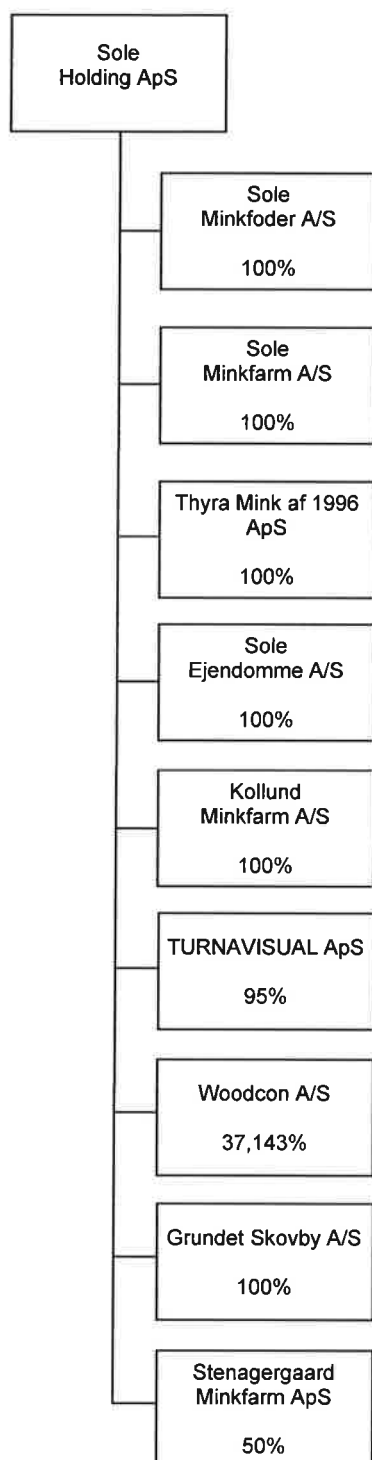 Sole
Holding ApS
Sole
Minkfoder A/S
100%
Sole
Minkfarm A/S
100%
Thyra Mink af 1996
ApS
100%
Sole
Ejendomme A/S
100%
Kollund
Minkfarm A/S
100%
TURNAVISUAL ApS
95%
Woodcon A/S
37,143%
Grundet Skovby A/S
100%
Stenagergaard
Minkfarm ApS
50%